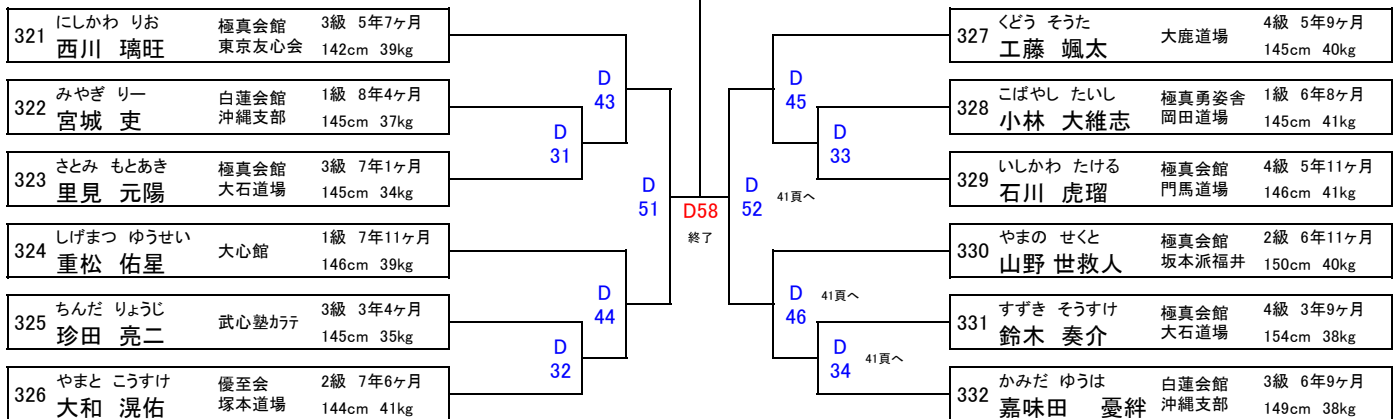 321 にしかわ りお 極真会館 3級 5年7ヶ月
西川 璃旺 東京友心会 142cm 39kg
322 みやぎ りー 白蓮会館 1級 8年4ヶ月
宮城 吏 沖縄支部 145cm 37kg
323 さとみ もとあき 極真会館 3級 7年1ヶ月
里見 元陽 大石道場 145cm 34kg
324 しげまつ ゆうせい 大心館 1級 7年11ヶ月
重松 佑星 146cm 39kg
325 ちんだ りょうじ 武心塾カラテ 3級 3年4ヶ月
珍田 亮二 145cm 35kg
326 やまと こうすけ 優至会 2級 7年6ヶ月
大和 滉佑 塚本道場 144cm 41kg
D
43
D
31
D
51
D
44
D
32
D58
終了
D
45
D
33
D
52 41頁へ
D
46 41頁へ
D
34 41頁へ
327 くどう そうた 大鹿道場 4級 5年9ヶ月
工藤 颯太 145cm 40kg
328 こばやし たいし 極真勇姿舎 1級 6年8ヶ月
小林 大維志 岡田道場 145cm 41kg
329 いしかわ たける 極真会館 4級 5年11ヶ月
石川 虎瑠 門馬道場 146cm 41kg
330 やまの せくと 極真会館 2級 6年11ヶ月
山野 世救人 坂本派福井 150cm 40kg
331 すずき そうすけ 極真会館 4級 3年9ヶ月
鈴木 奏介 大石道場 154cm 38kg
332 かみだ ゆうは 白蓮会館 3級 6年9ヶ月
嘉味田 憂絆 沖縄支部 149cm 38kg